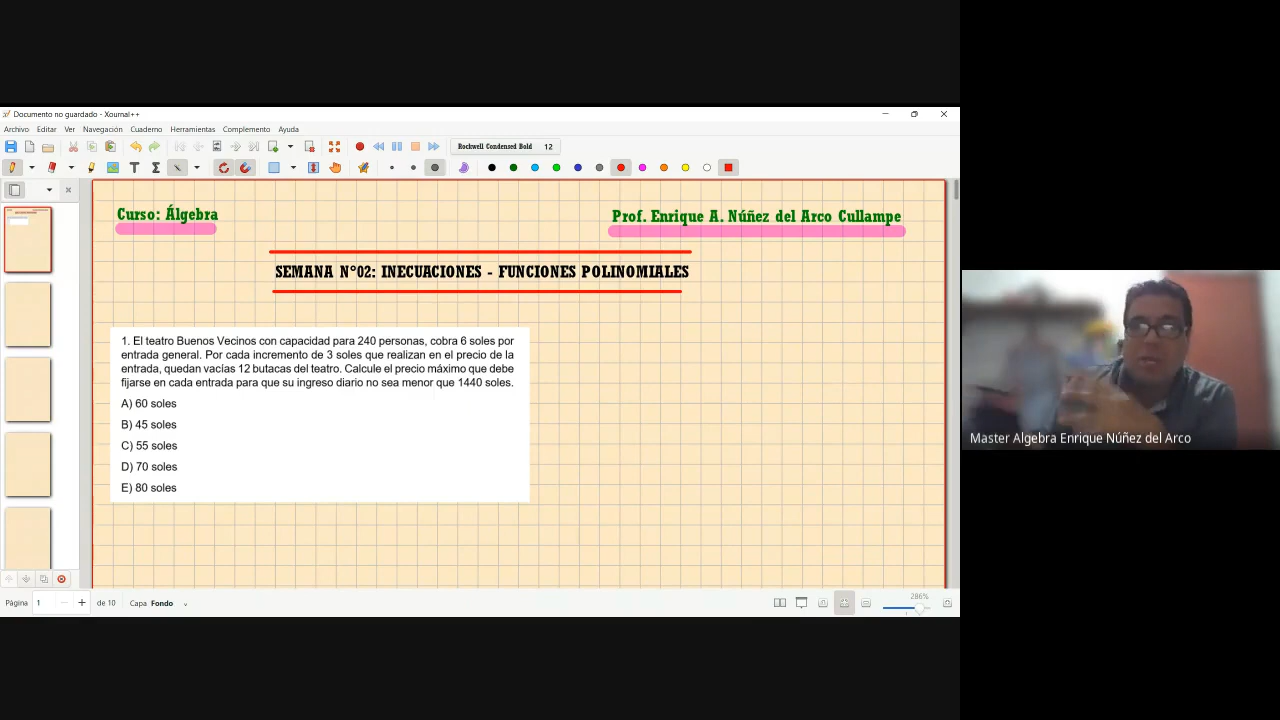 Documento no guardado - Xournal++
Archivo Editar Ver Navegación Cuaderno Herramientas Complemento Ayuda
Rockwell Condensed Bold 12
Curso: Álgebra
Prof. Enrique A. Núñez del Arco Cullampe
SEMANA N°02: INECUACIONES - FUNCIONES POLINOMIALES
1. El teatro Buenos Vecinos con capacidad para 240 personas, cobra 6 soles por
entrada general. Por cada incremento de 3 soles que realizan en el precio de la
entrada, quedan vacías 12 butacas del teatro. Calcule el precio máximo que debe
fijarse en cada entrada para que su ingreso diario no sea menor que 1440 soles.
A) 60 soles
B) 45 soles
C) 55 soles
D) 70 soles
E) 80 soles
Master Algebra Enrique Núñez del Arco
Página 1 de 10 Capa Fondo
286%